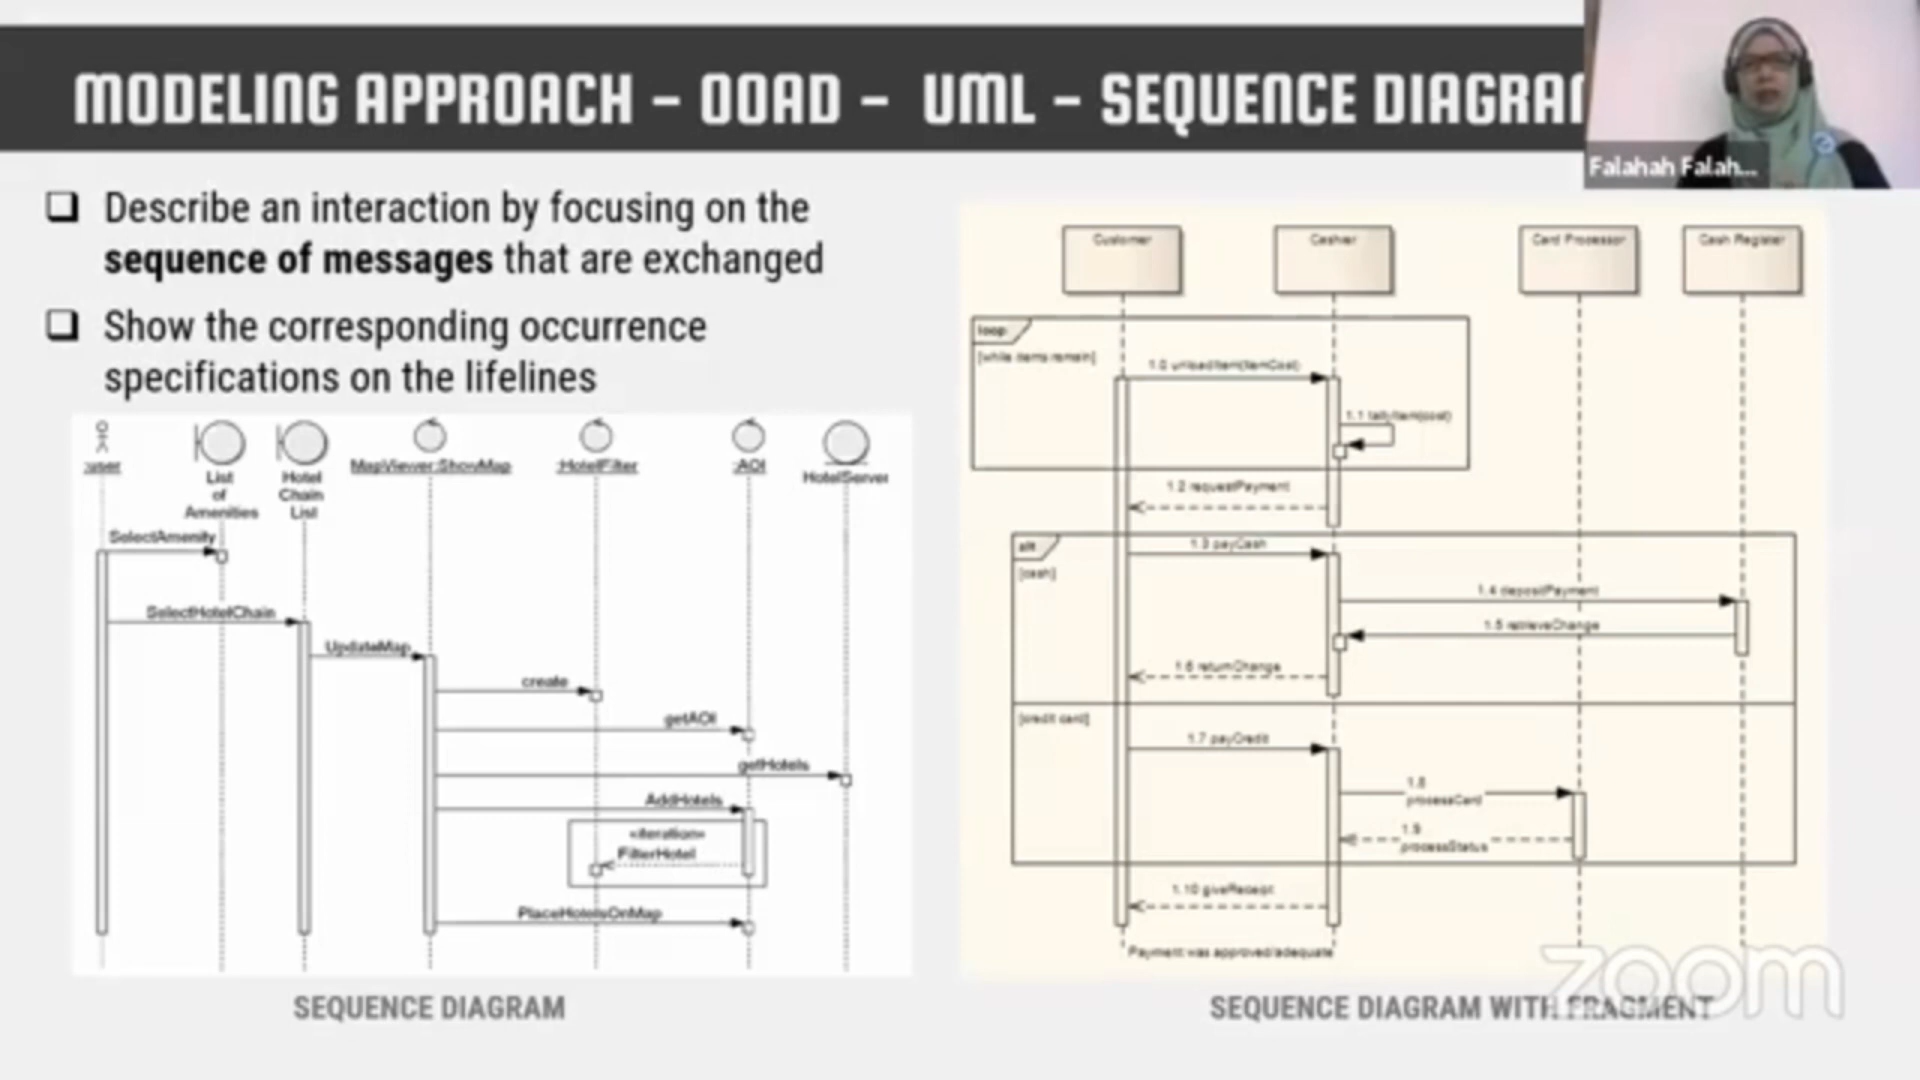 MODELING APPROACH – OOAD – UML – SEQUENCE DIAGRAM
Falahah Falah...
Describe an interaction by focusing on the
sequence of messages that are exchanged
Show the corresponding occurrence
specifications on the lifelines
:user
List
of
Amenities
Hotel
Chain
List
MapViewer:ShowMap
:HotelFilter
:AOI
HotelServer
SelectAmenity
SelectHotelChain
UpdateMap
create
getAOI
getHotels
AddHotels
«iteration»
FilterHotel
PlaceHotelsOnMap
SEQUENCE DIAGRAM
Customer
Cashier
Card Processor
Cash Register
loop
[while items remain]
1.0 unloadItem(itemCost)
1.1 tallyItem(cost)
1.2 requestPayment
alt
1.3 payCash
[cash]
1.4 depositPayment
1.5 retrieveChange
1.6 returnChange
[credit card]
1.7 payCredit
1.8
processCard
1.9
processStatus
1.10 giveReceipt
Payment was approved/adequate
SEQUENCE DIAGRAM WITH FRAGMENT
zoom